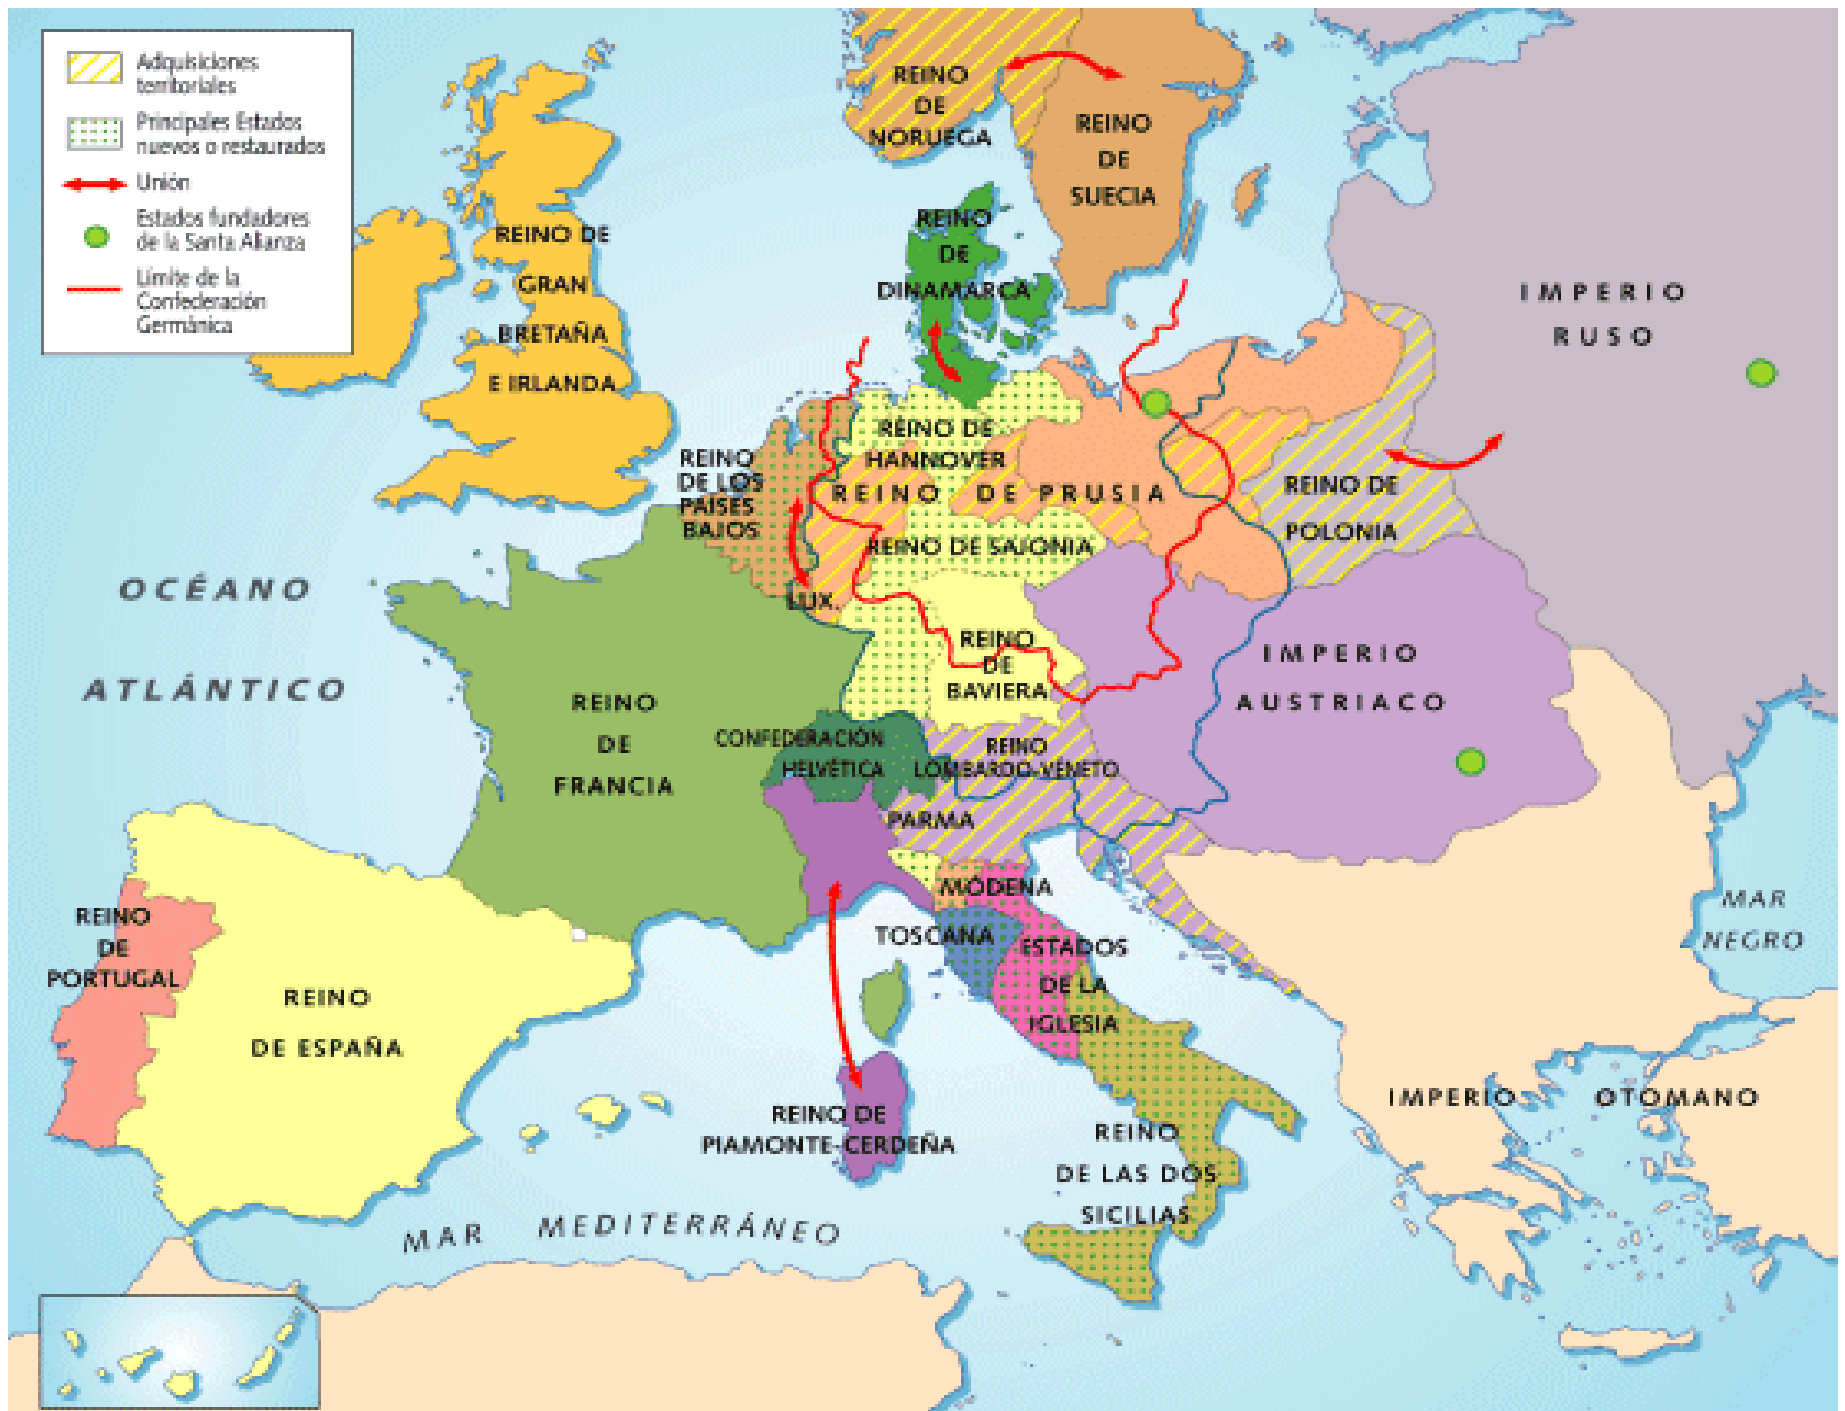 Adquisiciones
territoriales
Principales Estados
nuevos o restaurados
Unión
Estados fundadores
de la Santa Alianza
Límite de la
Confederación
Germánica
REINO
DE
NORUEGA
REINO
DE
SUECIA
REINO DE
GRAN
BRETAÑA
E IRLANDA
REINO
DE
DINAMARCA
IMPERIO
RUSO
REINO DE
HANNOVER
REINO
DE LOS
PAISES
BAJOS
REINO DE PRUSIA
REINO DE
POLONIA
REINO DE SAJONIA
LUX.
OCÉANO
ATLÁNTICO
REINO
DE
BAVIERA
IMPERIO
AUSTRIACO
REINO
DE
FRANCIA
CONFEDERACIÓN
HELVÉTICA
REINO
LOMBARDO-VENETO
PARMA
MÓDENA
TOSCANA
ESTADOS
DE LA
IGLESIA
MAR
NEGRO
REINO
DE
PORTUGAL
REINO
DE ESPAÑA
REINO DE
PIAMONTE-CERDEÑA
REINO
DE LAS DOS
SICILIAS
IMPERIO OTOMANO
MAR MEDITERRÁNEO